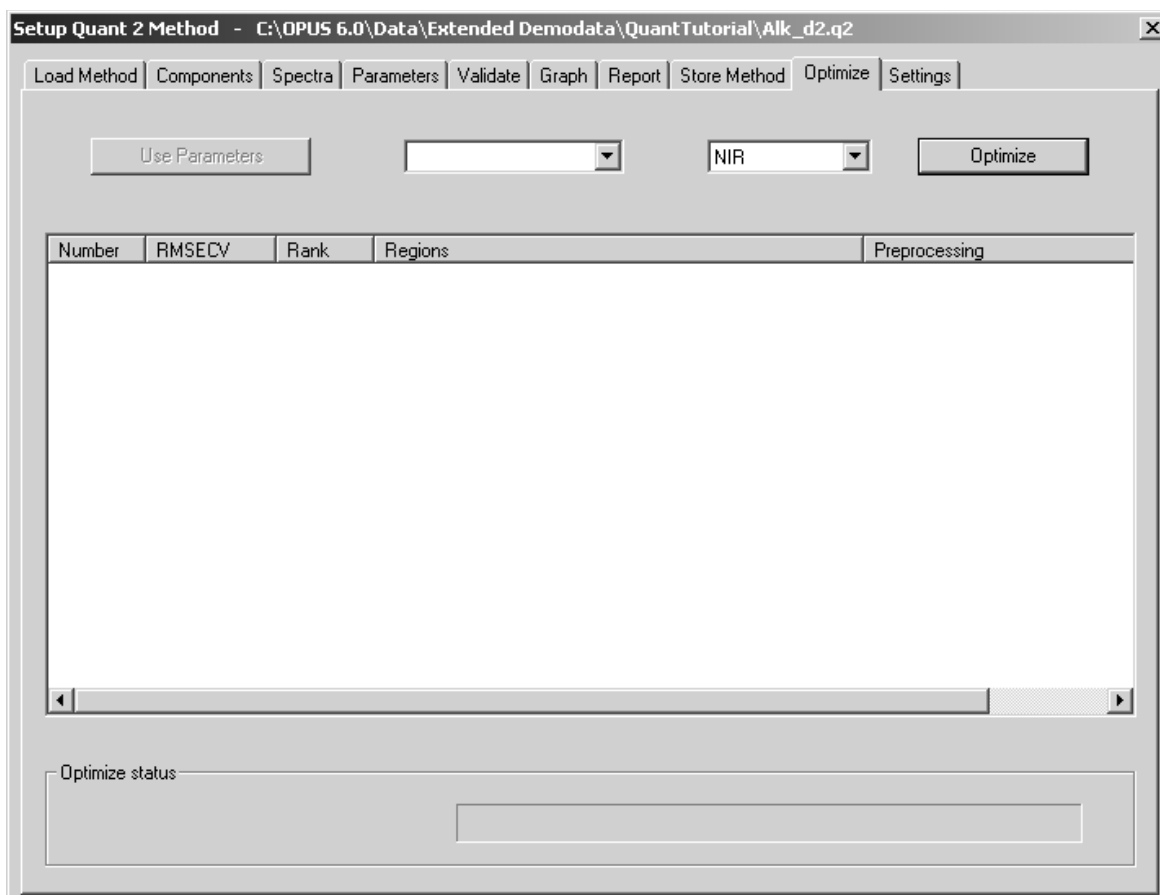 Setup Quant 2 Method - C:\OPUS 6.0\Data\Extended Demodata\QuantTutorial\Alk_d2.q2
Load Method Components Spectra Parameters Validate Graph Report Store Method Optimize Settings
Use Parameters NIR Optimize
Number RMSECV Rank Regions Preprocessing
Optimize status